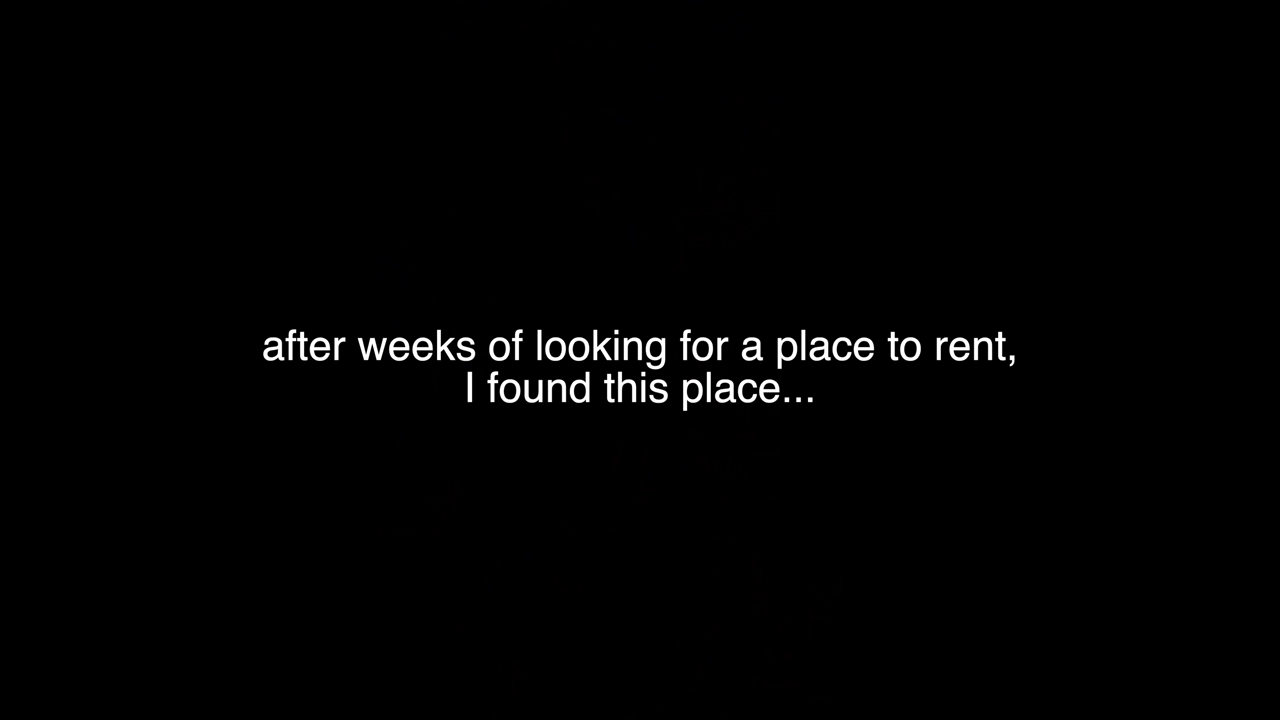 after weeks of looking for a place to rent,
I found this place...